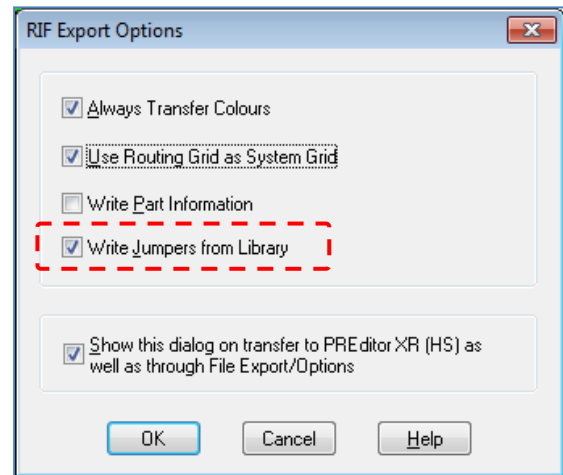 RIF Export Options
Always Transfer Colours
Use Routing Grid as System Grid
Write Part Information
Write Jumpers from Library
Show this dialog on transfer to PREditor XR (HS) as
well as through File Export/Options
OK
Cancel
Help